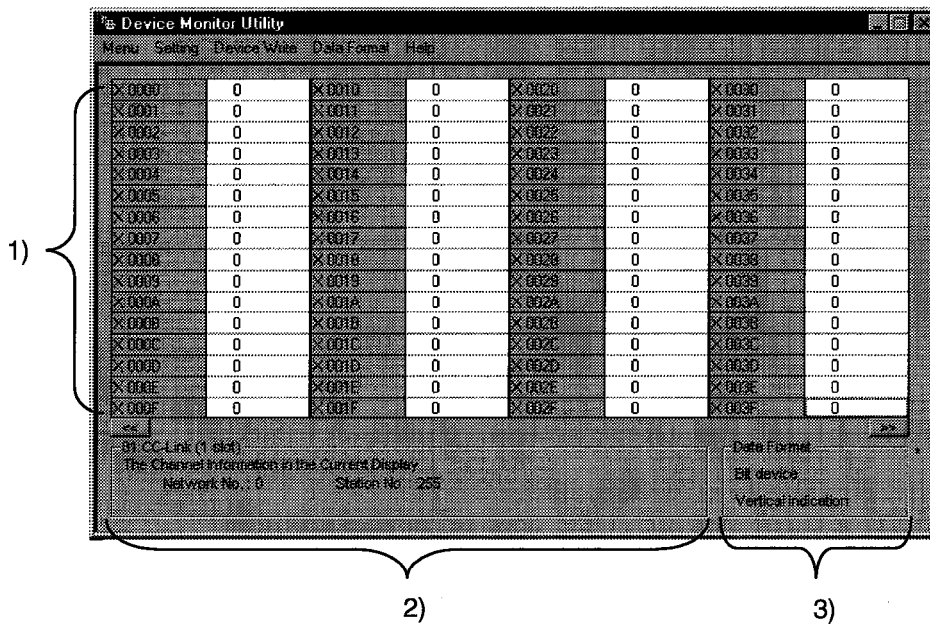 Device Monitor Utility
Menu Setting Device Write Data Format Help
X 0000 0 X 0010 0 X 0020 0 X 0030 0
X 0001 0 X 0011 0 X 0021 0 X 0031 0
X 0002 0 X 0012 0 X 0022 0 X 0032 0
X 0003 0 X 0013 0 X 0023 0 X 0033 0
X 0004 0 X 0014 0 X 0024 0 X 0034 0
X 0005 0 X 0015 0 X 0025 0 X 0035 0
X 0006 0 X 0016 0 X 0026 0 X 0036 0
1) X 0007 0 X 0017 0 X 0027 0 X 0037 0
X 0008 0 X 0018 0 X 0028 0 X 0038 0
X 0009 0 X 0019 0 X 0029 0 X 0039 0
X 000A 0 X 001A 0 X 002A 0 X 003A 0
X 000B 0 X 001B 0 X 002B 0 X 003B 0
X 000C 0 X 001C 0 X 002C 0 X 003C 0
X 000D 0 X 001D 0 X 002D 0 X 003D 0
X 000E 0 X 001E 0 X 002E 0 X 003E 0
X 000F 0 X 001F 0 X 002F 0 X 003F 0
<< >>
81:CC-Link (1 slot) Data Format
The Channel Information in the Current Display
Network No. : 0 Station No : 255 Bit device
Vertical indication
2) 3)